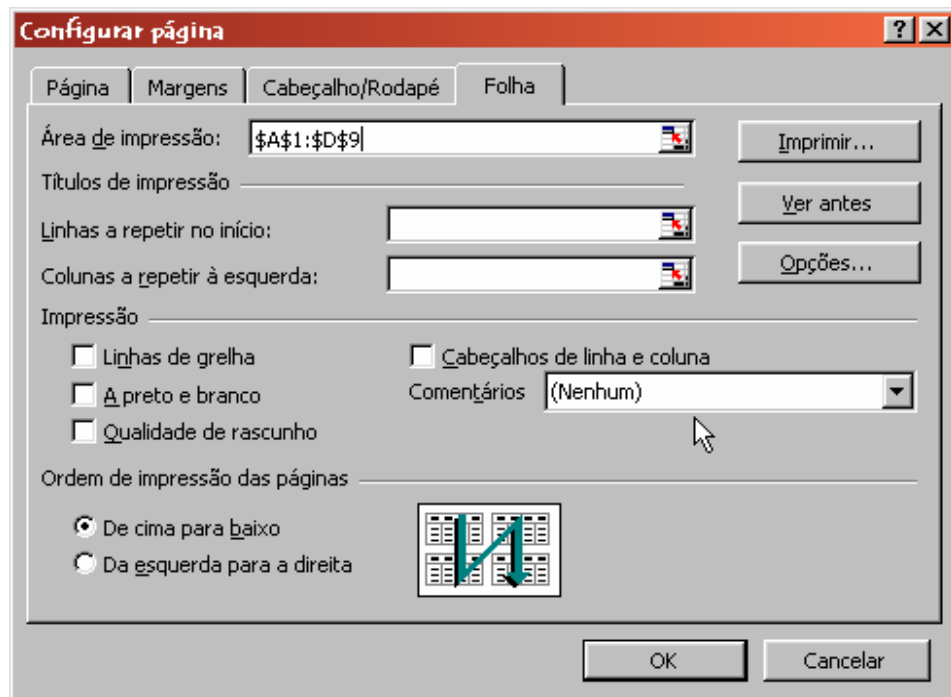 Configurar página
Página Margens Cabeçalho/Rodapé Folha
Área de impressão: $A$1:$D$9
Imprimir...
Títulos de impressão
Ver antes
Linhas a repetir no início:
Opções...
Colunas a repetir à esquerda:
Impressão
Linhas de grelha
Cabeçalhos de linha e coluna
A preto e branco
Comentários (Nenhum)
Qualidade de rascunho
Ordem de impressão das páginas
De cima para baixo
Da esquerda para a direita
OK Cancelar